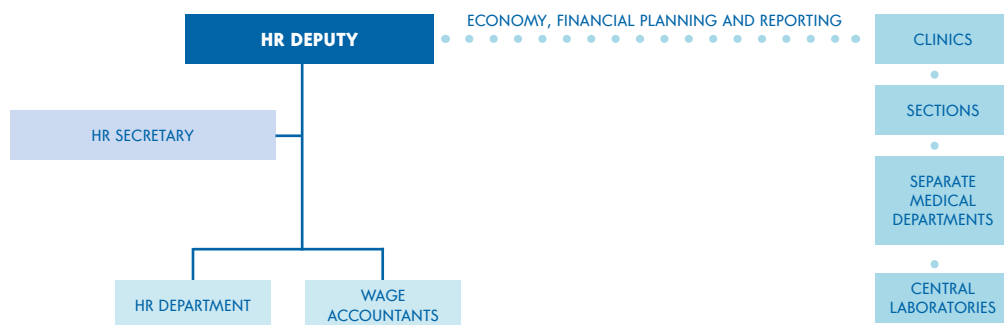 ECONOMY, FINANCIAL PLANNING AND REPORTING
HR DEPUTY
CLINICS
SECTIONS
HR SECRETARY
SEPARATE
MEDICAL
DEPARTMENTS
HR DEPARTMENT
WAGE
ACCOUNTANTS
CENTRAL
LABORATORIES